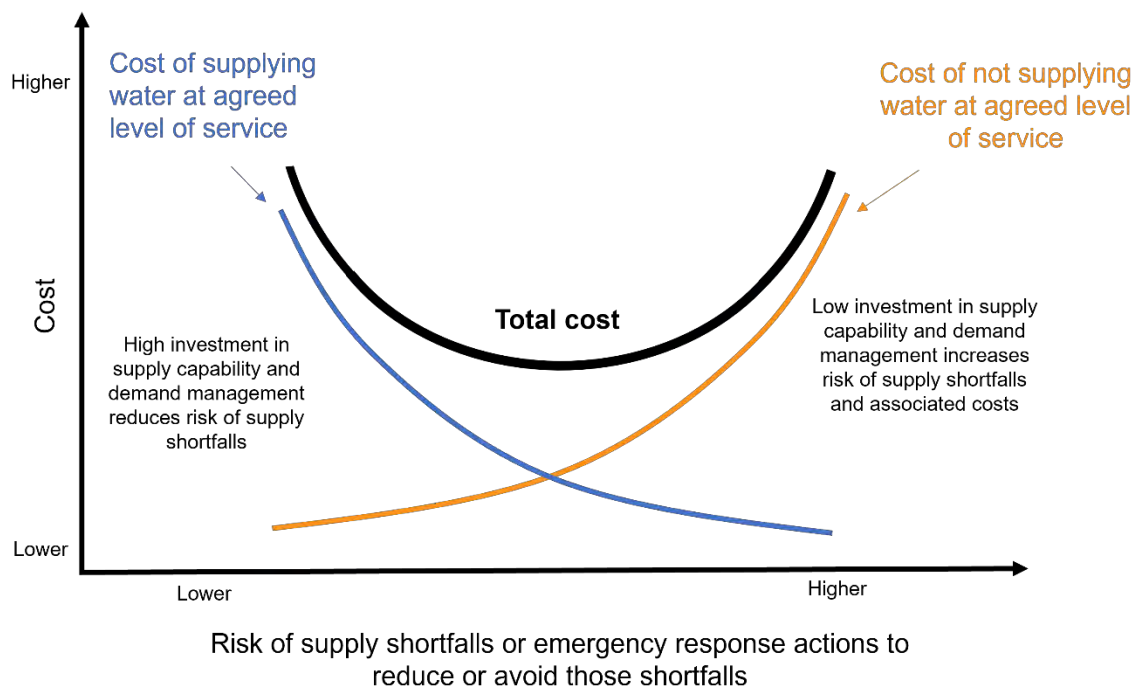 Higher
Cost of supplying
water at agreed
level of service
Cost of not supplying
water at agreed level
of service
Cost
Total cost
High investment in
supply capability and
demand management
reduces risk of supply
shortfalls
Low investment in supply
capability and demand
management increases
risk of supply shortfalls
and associated costs
Lower
Lower
Higher
Risk of supply shortfalls or emergency response actions to
reduce or avoid those shortfalls